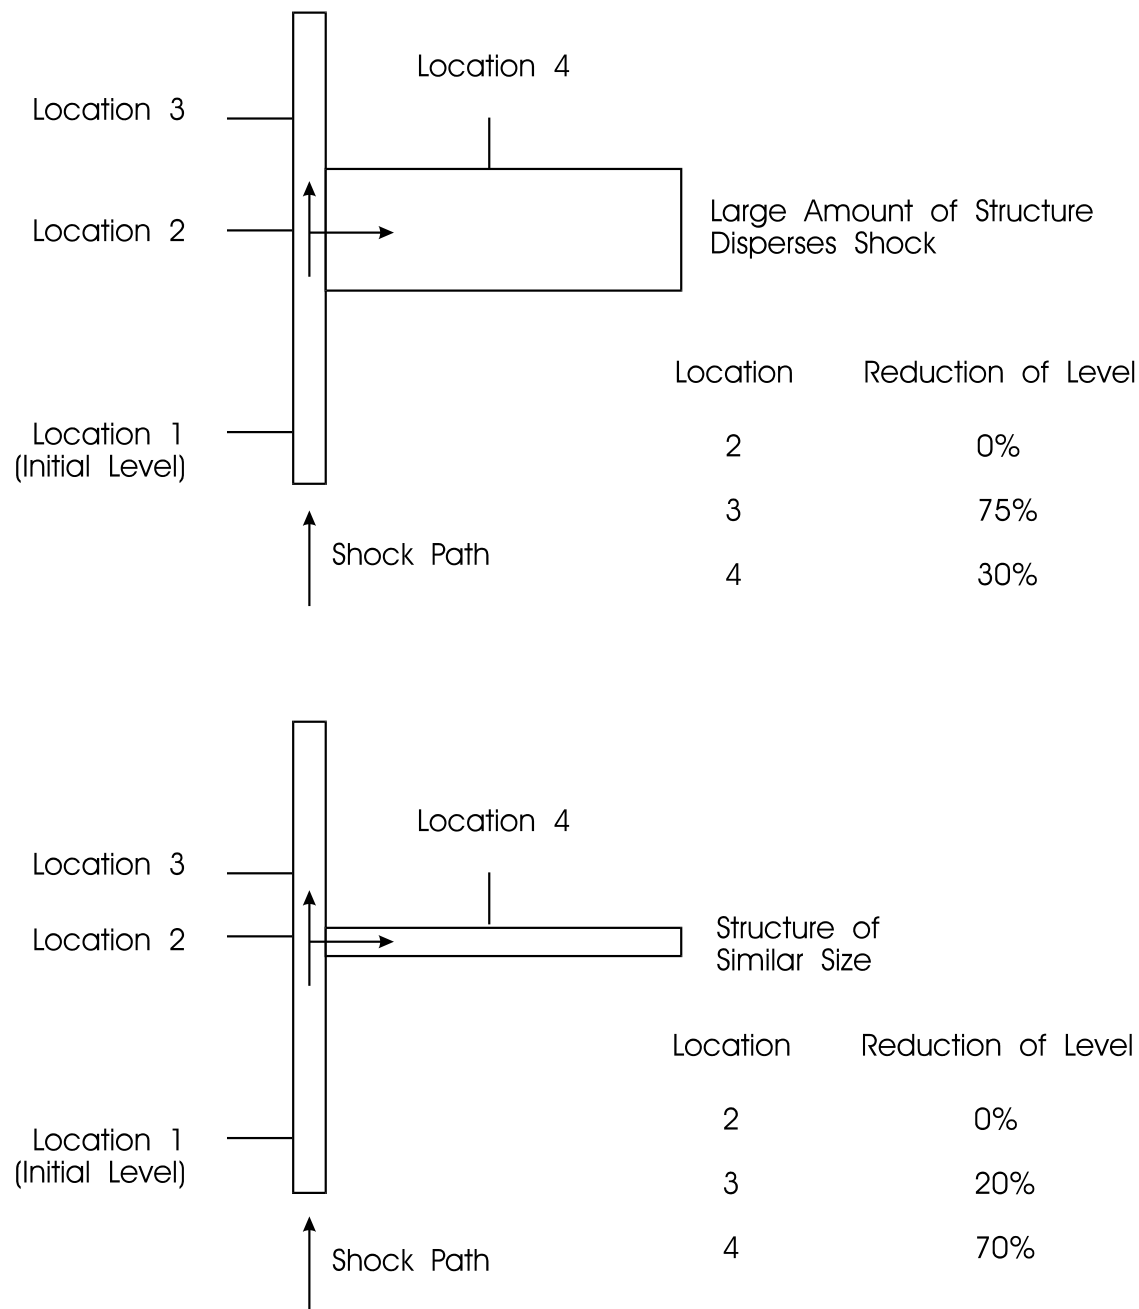 Location 4
Location 3
Location 2
Large Amount of Structure
Disperses Shock
Location Reduction of Level
2 0%
3 75%
4 30%
Location 1
(Initial Level)
Shock Path
Location 4
Location 3
Location 2
Structure of
Similar Size
Location Reduction of Level
2 0%
3 20%
4 70%
Location 1
(Initial Level)
Shock Path